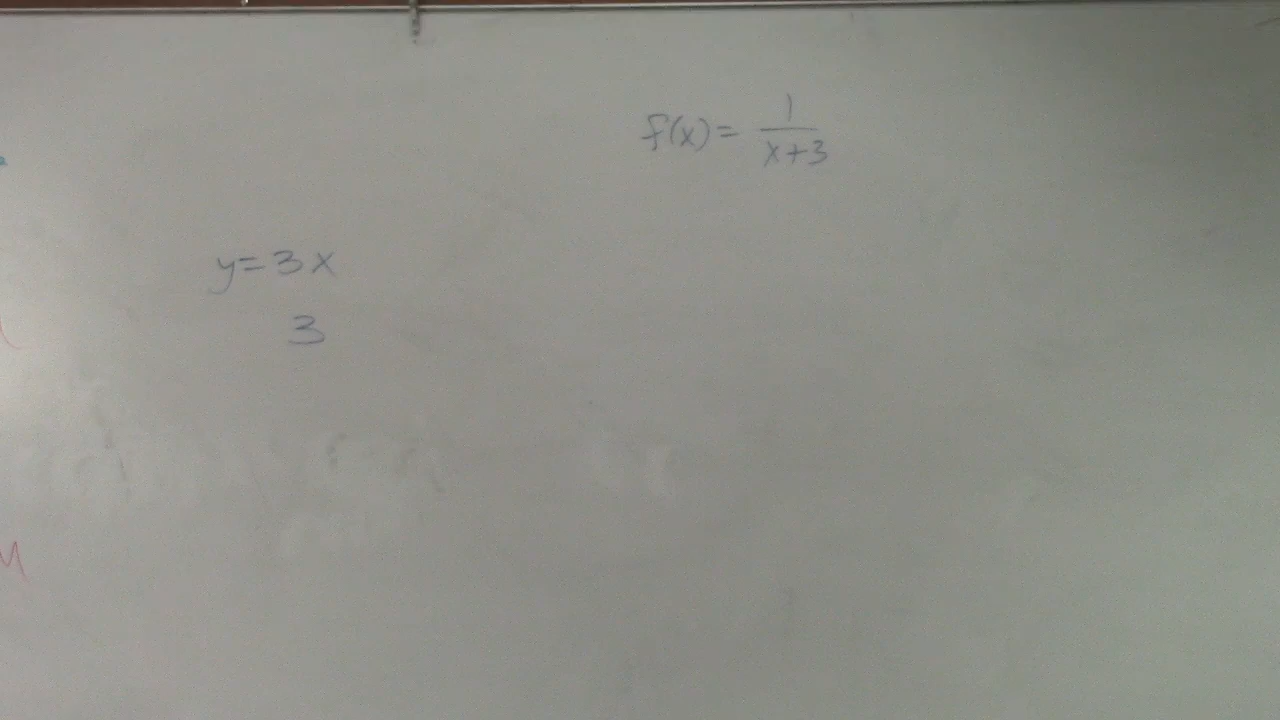 f(x) = 1/(x+3)
y = 3x
3